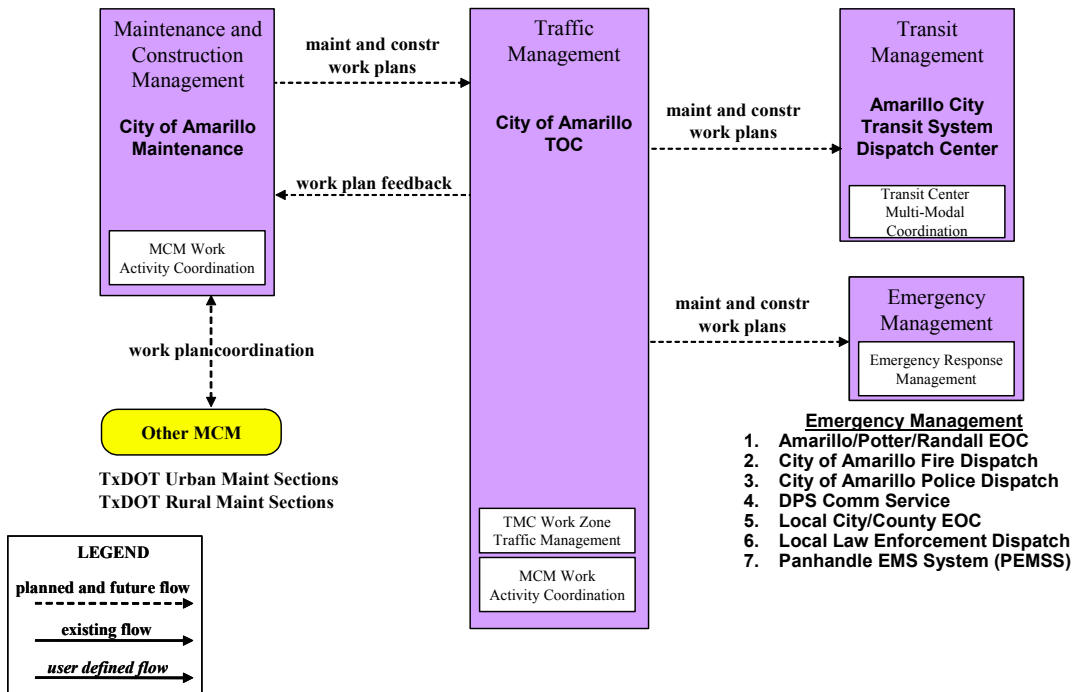 Maintenance and
Construction
Management
City of Amarillo
Maintenance
MCM Work
Activity Coordination
maint and constr
work plans
work plan feedback
work plan coordination
Other MCM
TxDOT Urban Maint Sections
TxDOT Rural Maint Sections
Traffic
Management
City of Amarillo
TOC
TMC Work Zone
Traffic Management
MCM Work
Activity Coordination
maint and constr
work plans
Transit
Management
Amarillo City
Transit System
Dispatch Center
Transit Center
Multi-Modal
Coordination
maint and constr
work plans
Emergency
Management
Emergency Response
Management
Emergency Management
1. Amarillo/Potter/Randall EOC
2. City of Amarillo Fire Dispatch
3. City of Amarillo Police Dispatch
4. DPS Comm Service
5. Local City/County EOC
6. Local Law Enforcement Dispatch
7. Panhandle EMS System (PEMSS)
LEGEND
planned and future flow
existing flow
user defined flow